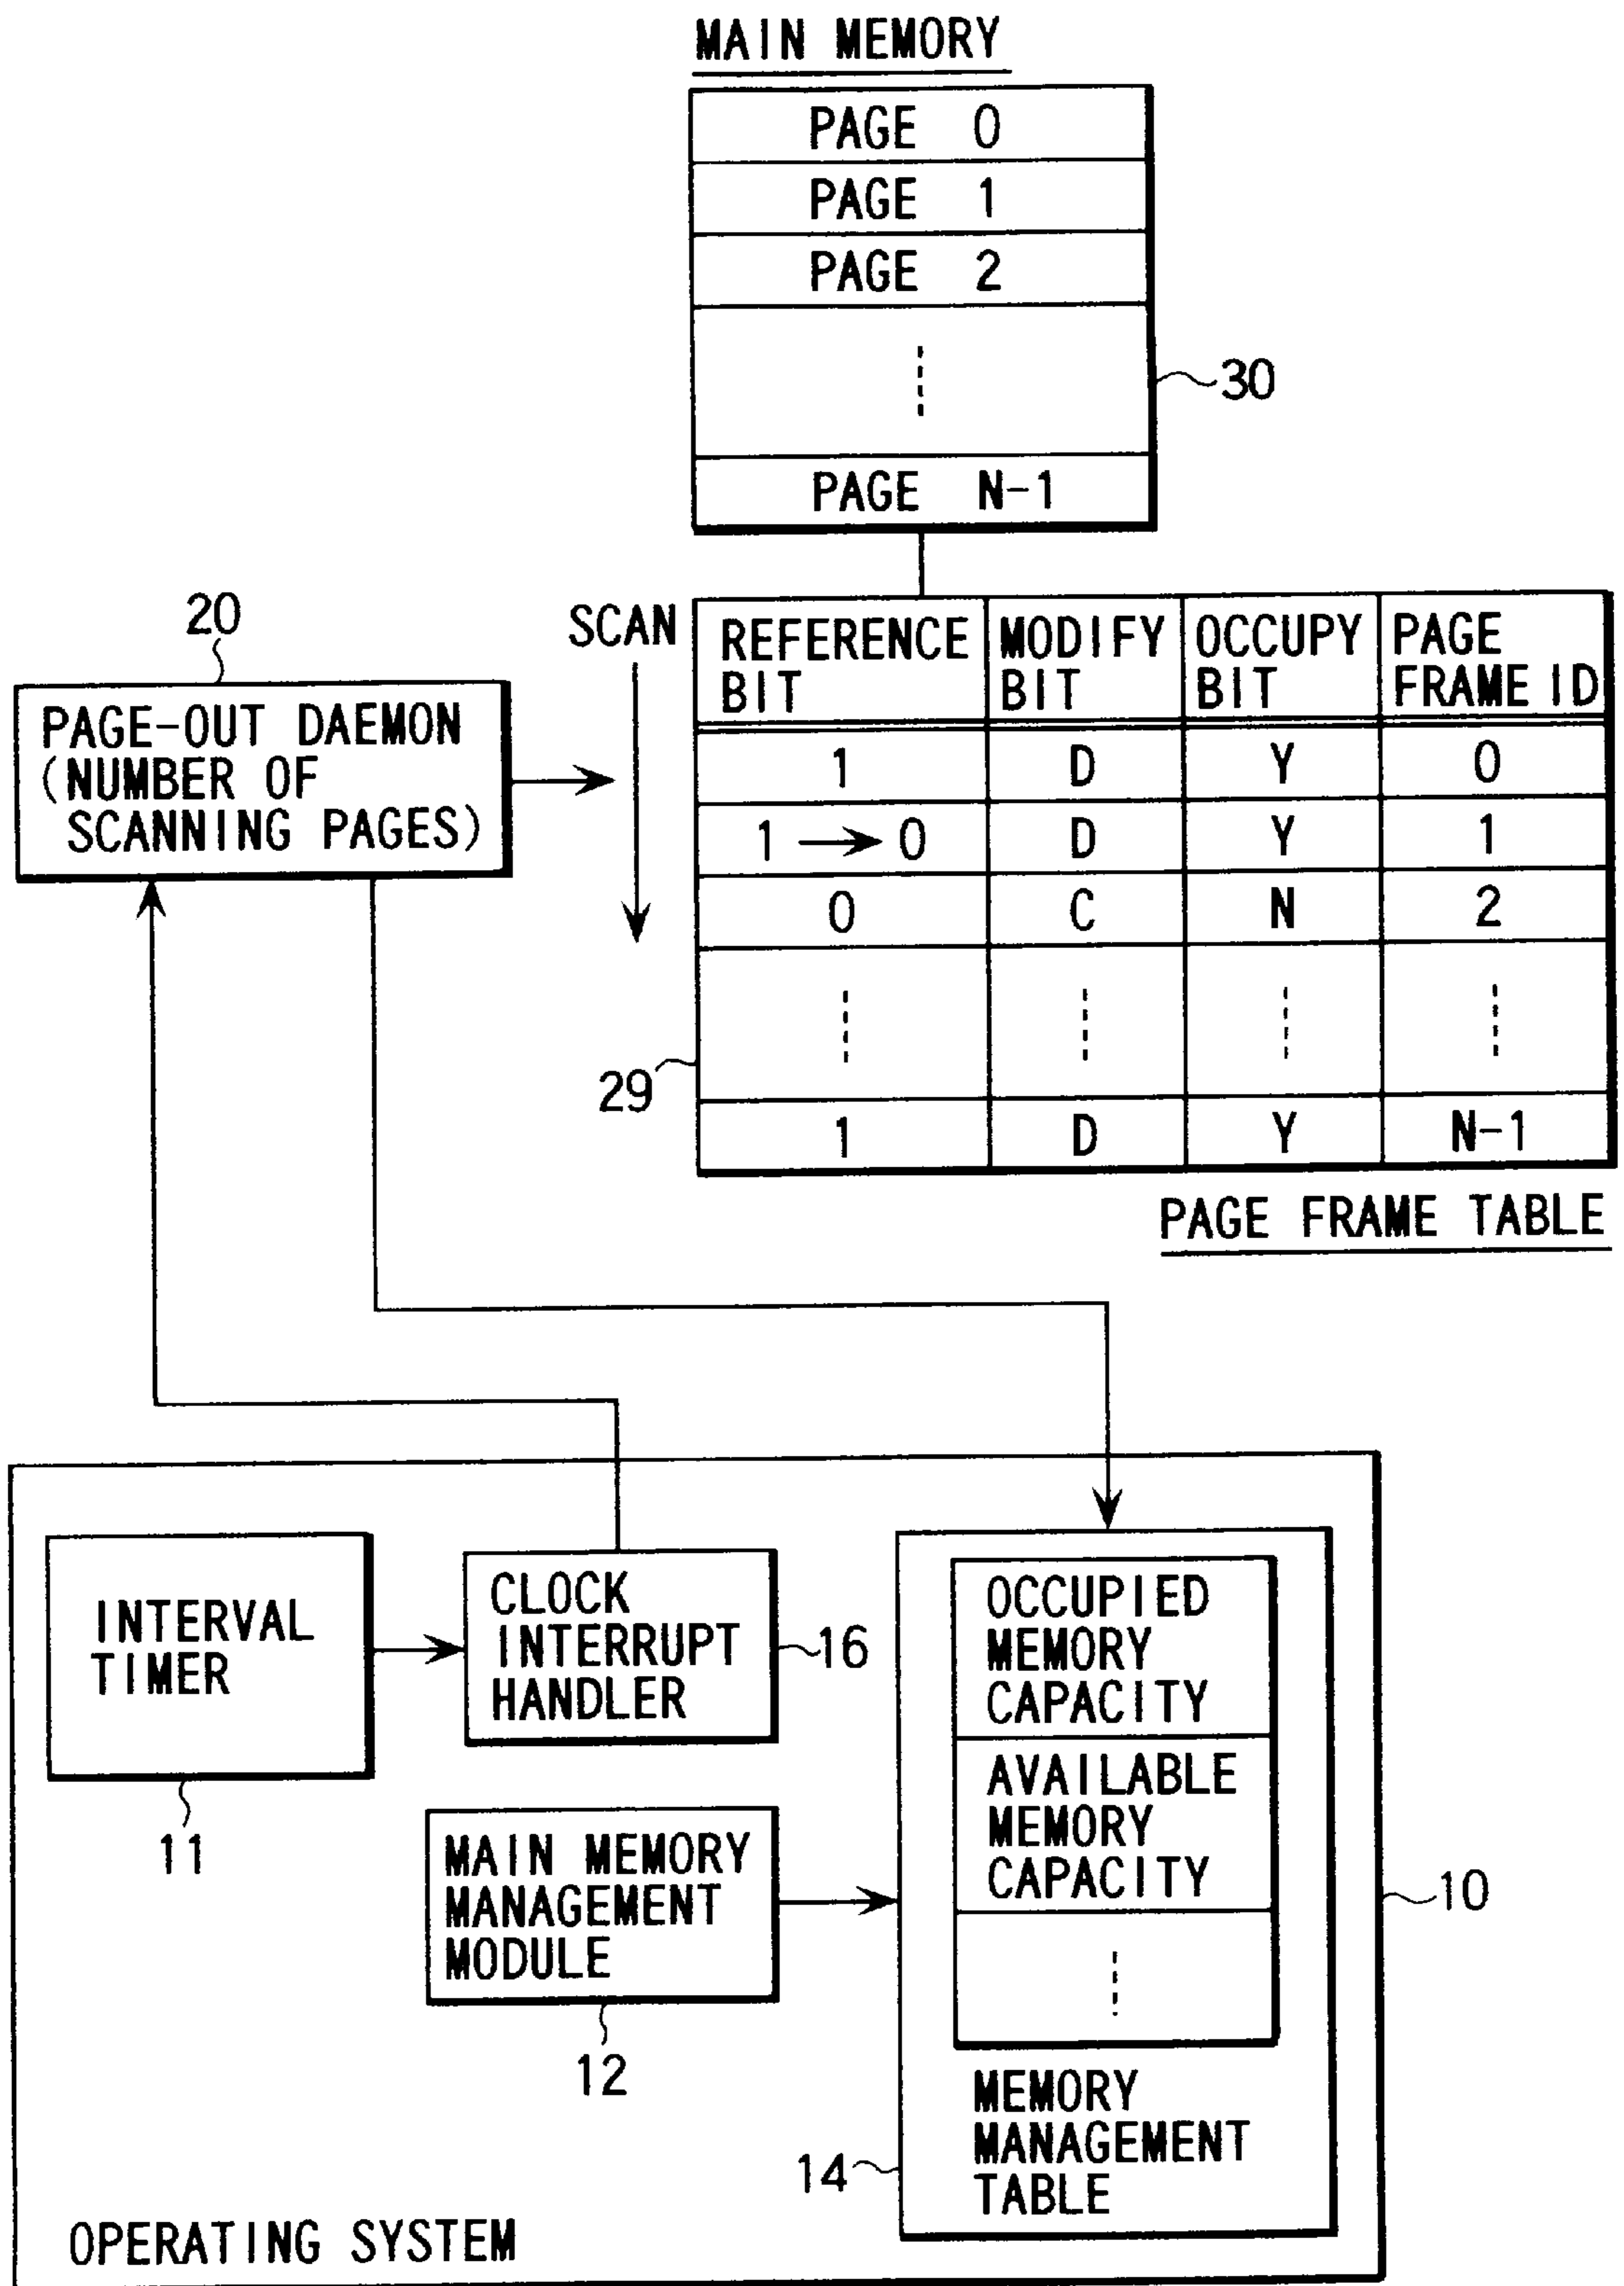 MAIN MEMORY
PAGE 0
PAGE 1
PAGE 2
30
PAGE N-1
20
SCAN
REFERENCE BIT
MODIFY BIT
OCCUPY BIT
PAGE FRAME ID
PAGE-OUT DAEMON
(NUMBER OF
SCANNING PAGES)
1 D Y 0
1 → 0 D Y 1
0 C N 2
29
1 D Y N-1
PAGE FRAME TABLE
INTERVAL
TIMER
11
CLOCK
INTERRUPT
HANDLER
16
OCCUPIED
MEMORY
CAPACITY
AVAILABLE
MEMORY
CAPACITY
MAIN MEMORY
MANAGEMENT
MODULE
12
10
MEMORY
MANAGEMENT
TABLE
14
OPERATING SYSTEM